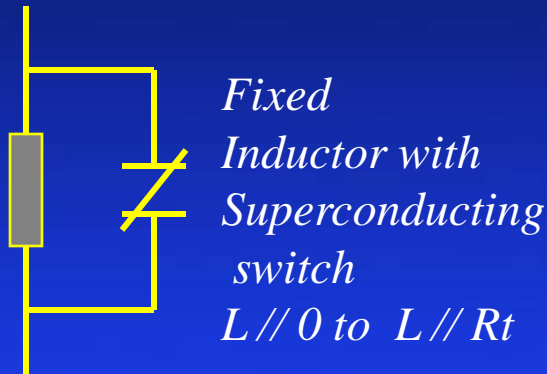 Fixed
Inductor with
Superconducting
switch
L // 0 to L // Rt